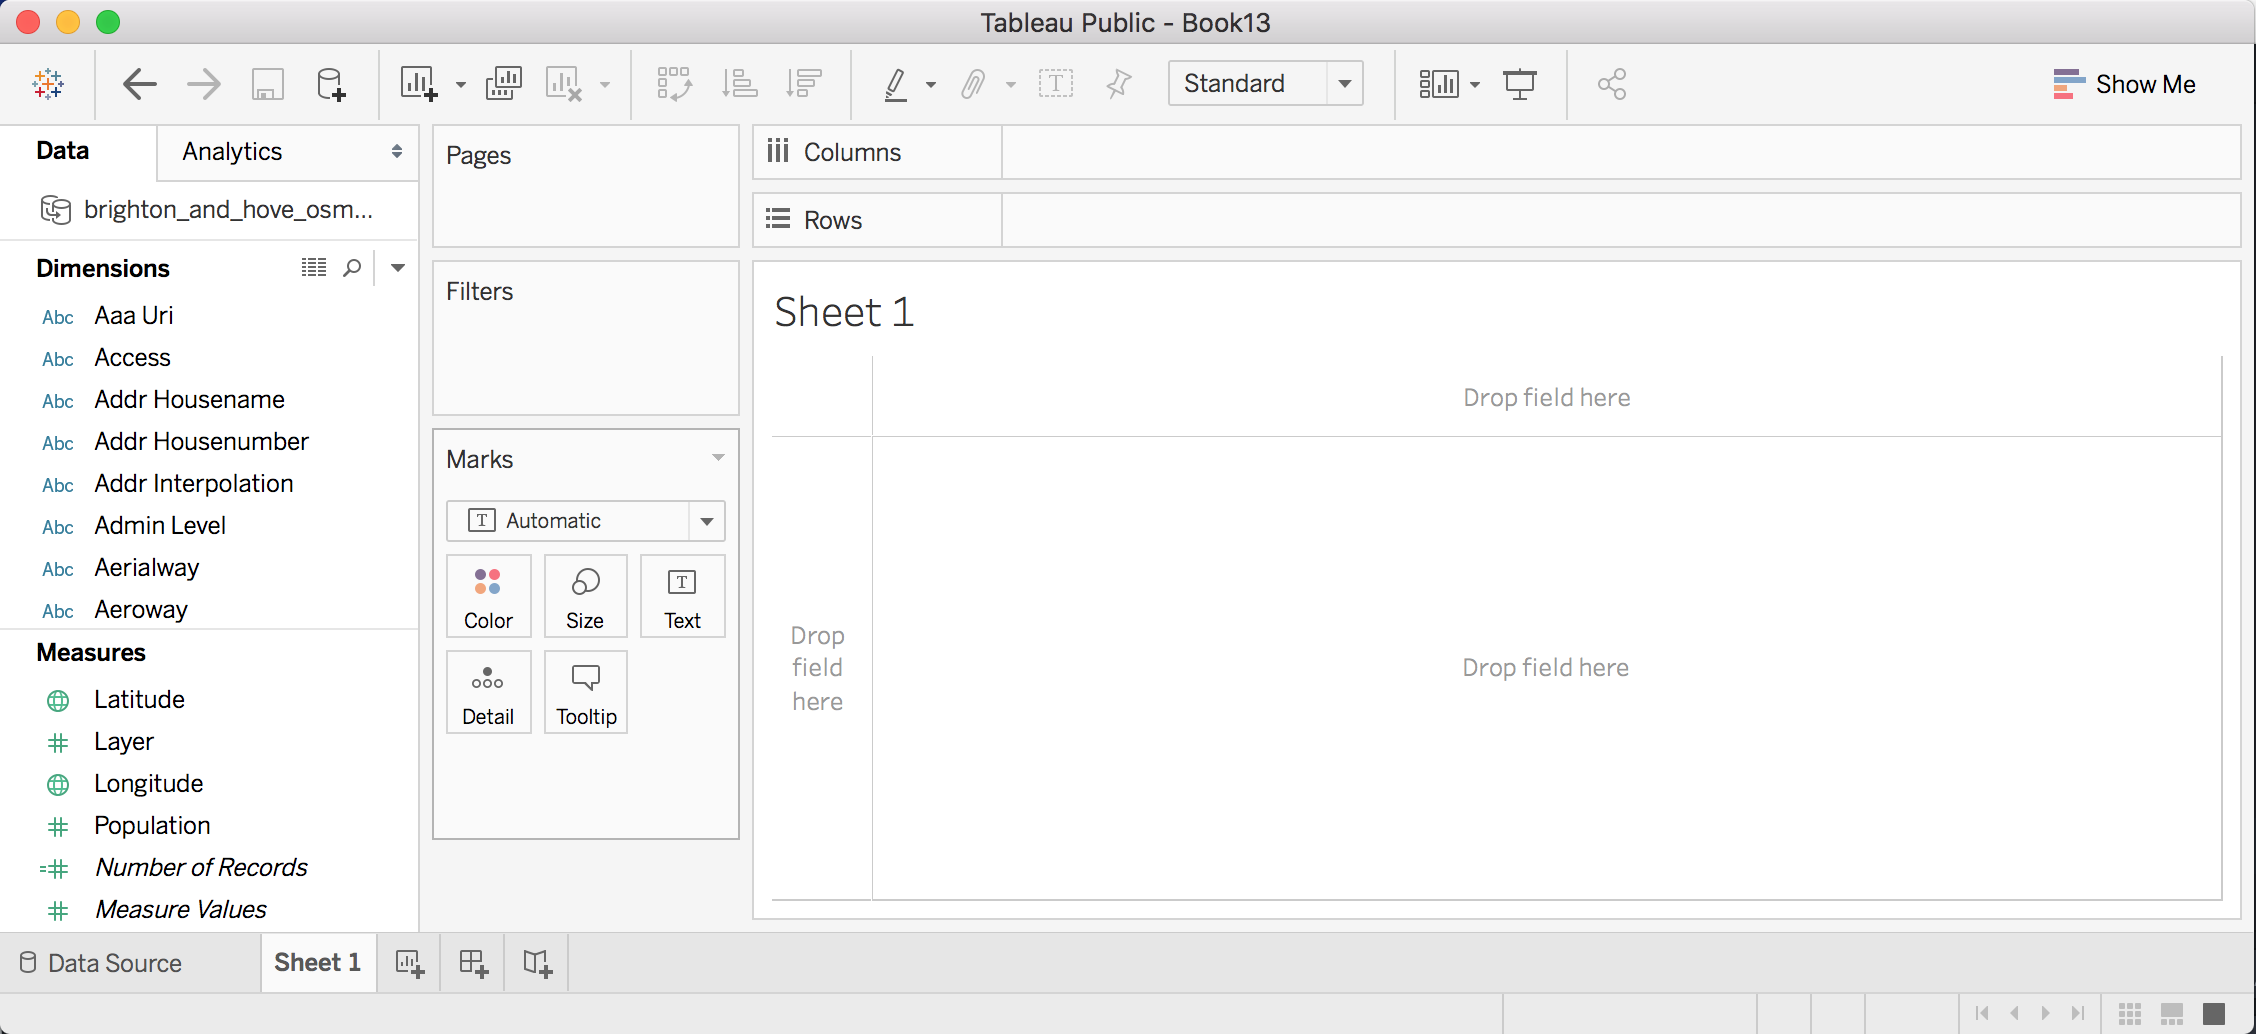 Tableau Public - Book13
Standard
Show Me
Data
Analytics
brighton_and_hove_osm...
Dimensions
Abc Aaa Uri
Abc Access
Abc Addr Housename
Abc Addr Housenumber
Abc Addr Interpolation
Abc Admin Level
Abc Aerialway
Abc Aeroway
Measures
Latitude
Layer
Longitude
Population
Number of Records
Measure Values
Pages
Filters
Marks
T Automatic
Color Size Text
Detail Tooltip
Columns
Rows
Sheet 1
Drop field here
Drop
field
here
Drop field here
Data Source
Sheet 1